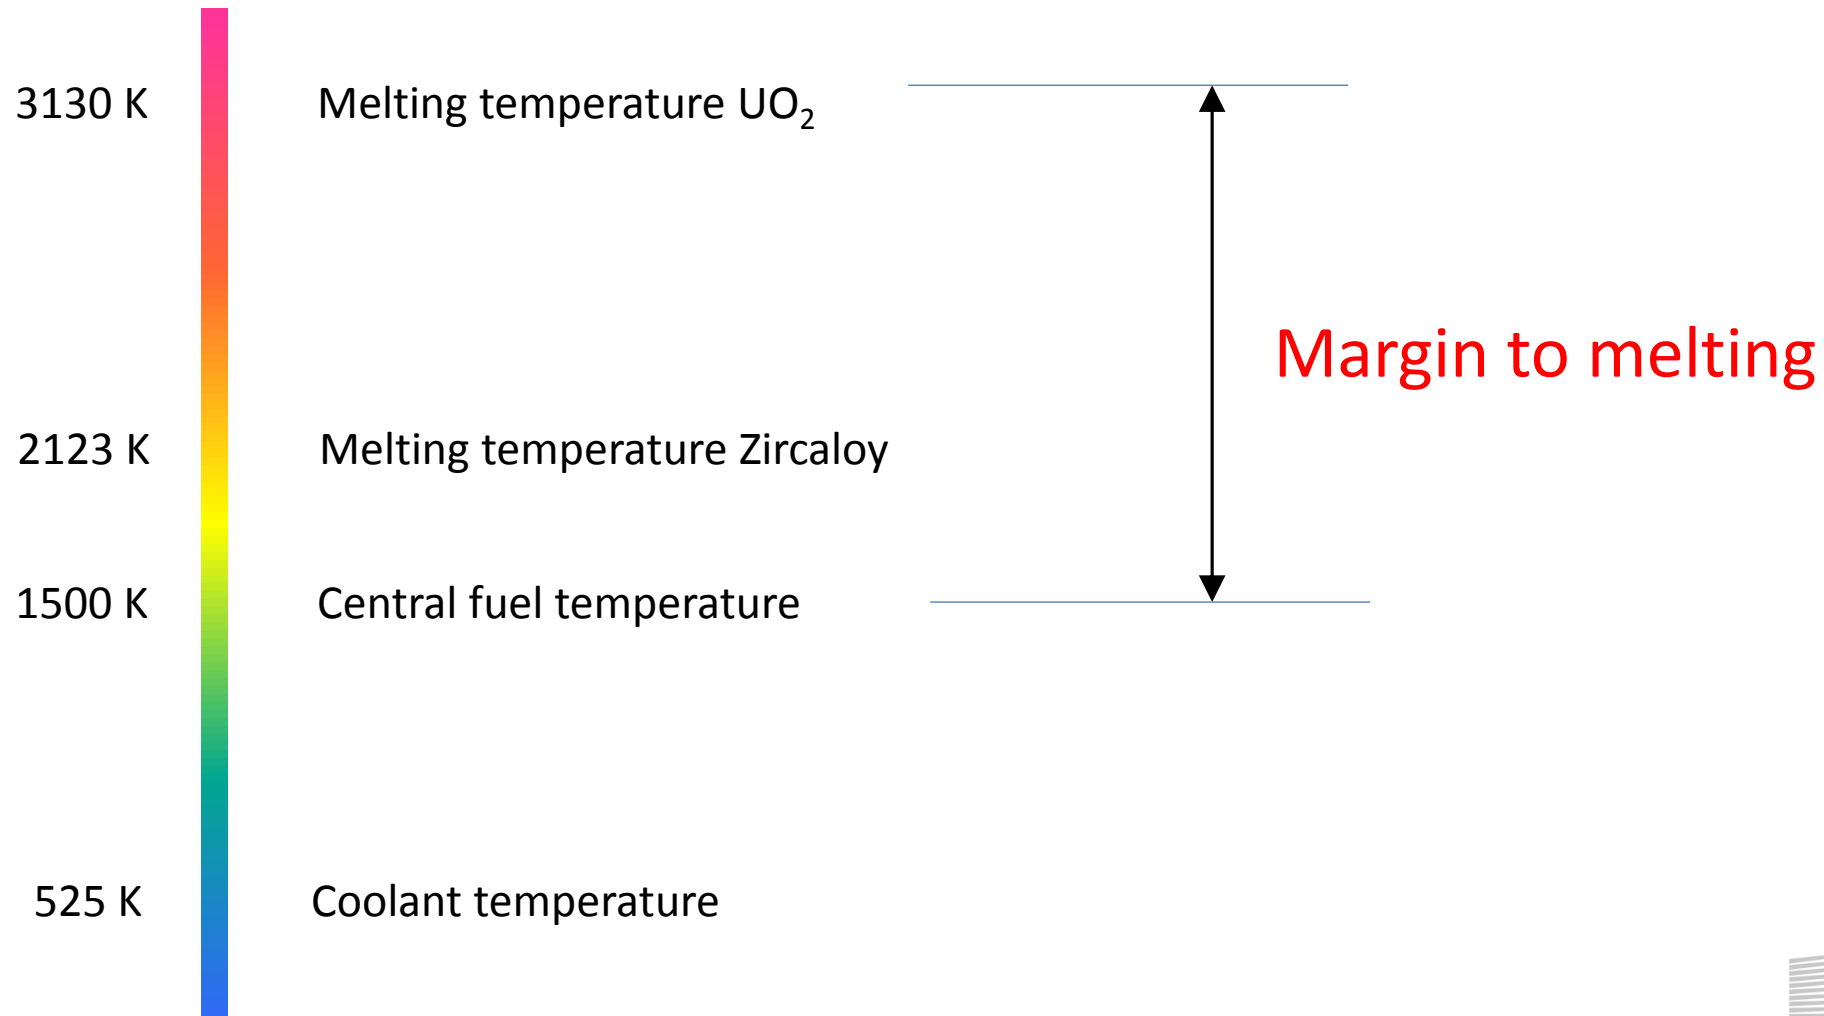 3130 K Melting temperature UO₂
Margin to melting
2123 K Melting temperature Zircaloy
1500 K Central fuel temperature
525 K Coolant temperature